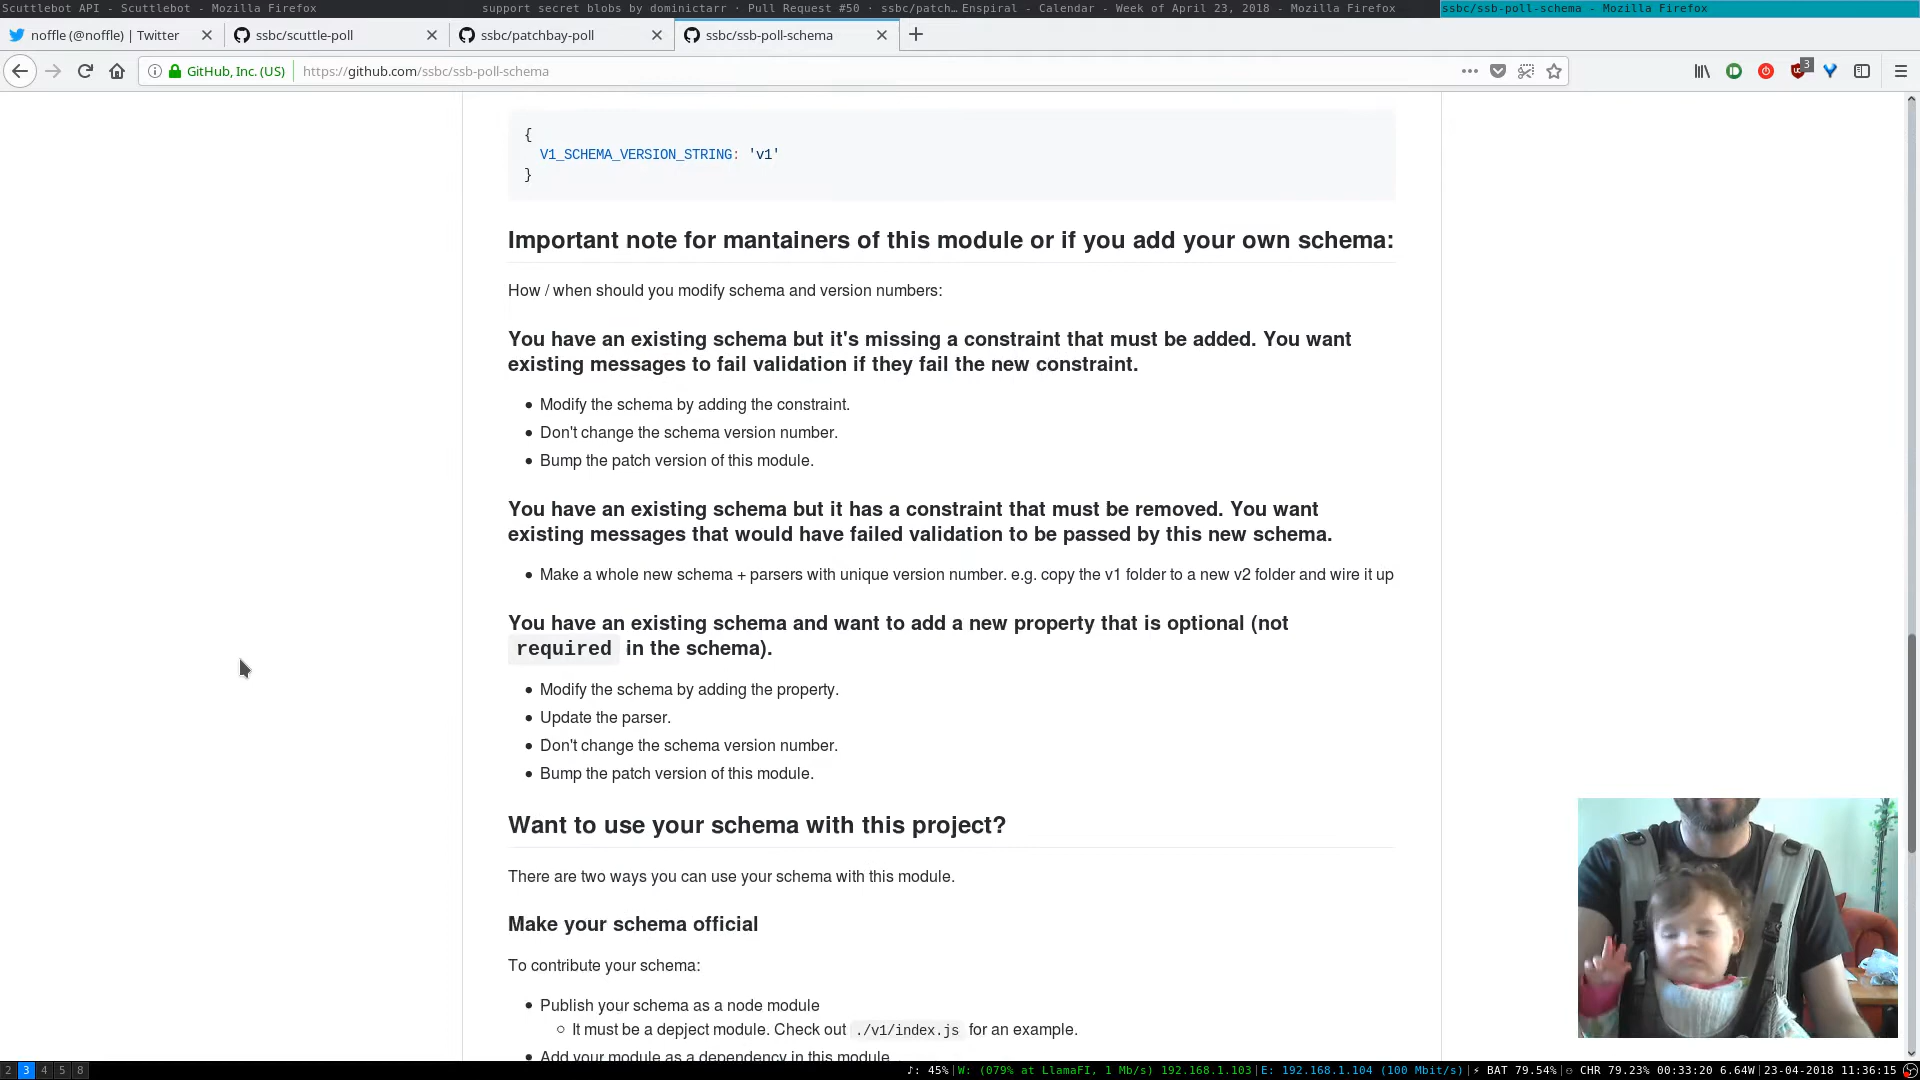 Scuttlebot API - Scuttlebot - Mozilla Firefox
support secret blobs by dominictarr · Pull Request #50 · ssbc/patch…
Enspiral - Calendar - Week of April 23, 2018 - Mozilla Firefox
ssbc/ssb-poll-schema - Mozilla Firefox
noffle (@noffle) | Twitter
ssbc/scuttle-poll
ssbc/patchbay-poll
ssbc/ssb-poll-schema
GitHub, Inc. (US)
https://github.com/ssbc/ssb-poll-schema
3
{
V1_SCHEMA_VERSION_STRING: 'v1'
}
Important note for mantainers of this module or if you add your own schema:
How / when should you modify schema and version numbers:
You have an existing schema but it's missing a constraint that must be added. You want
existing messages to fail validation if they fail the new constraint.
• Modify the schema by adding the constraint.
• Don't change the schema version number.
• Bump the patch version of this module.
You have an existing schema but it has a constraint that must be removed. You want
existing messages that would have failed validation to be passed by this new schema.
• Make a whole new schema + parsers with unique version number. e.g. copy the v1 folder to a new v2 folder and wire it up
You have an existing schema and want to add a new property that is optional (not
required in the schema).
• Modify the schema by adding the property.
• Update the parser.
• Don't change the schema version number.
• Bump the patch version of this module.
Want to use your schema with this project?
There are two ways you can use your schema with this module.
Make your schema official
To contribute your schema:
• Publish your schema as a node module
○ It must be a depject module. Check out ./v1/index.js for an example.
• Add your module as a dependency in this module
2 3 4 5 8
♪: 45%|W: (079% at LlamaFI, 1 Mb/s) 192.168.1.103|E: 192.168.1.104 (100 Mbit/s)|⚡ BAT 79.54%|☺ CHR 79.23% 00:33:20 6.64W|23-04-2018 11:36:15